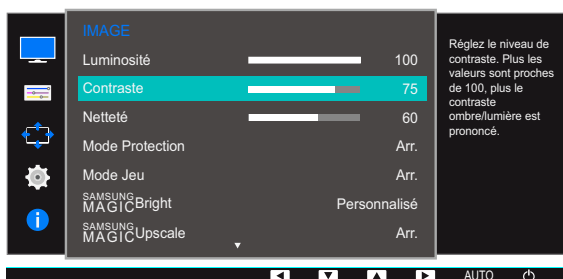 IMAGE
Luminosité 100
Contraste 75
Netteté 60
Mode Protection Arr.
Mode Jeu Arr.
SAMSUNG
MAGICBright Personnalisé
SAMSUNG
MAGICUpscale Arr.
Réglez le niveau de
contraste. Plus les
valeurs sont proches
de 100, plus le
contraste
ombre/lumière est
prononcé.
AUTO